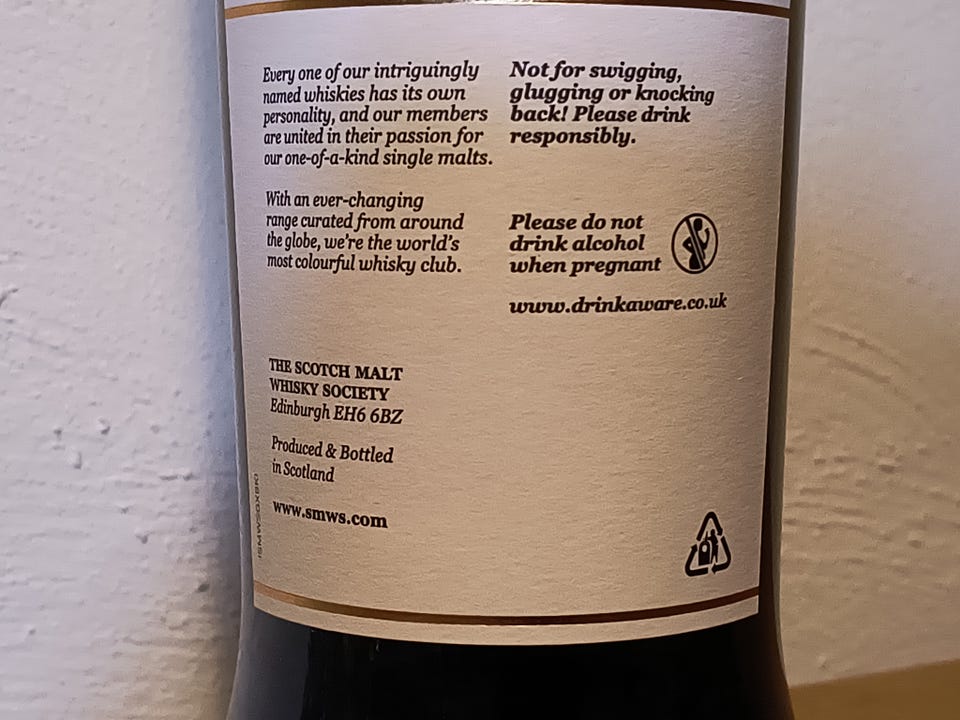 Every one of our intriguingly
named whiskies has its own
personality, and our members
are united in their passion for
our one-of-a-kind single malts.
With an ever-changing
range curated from around
the globe, we're the world's
most colourful whisky club.
THE SCOTCH MALT
WHISKY SOCIETY
Edinburgh EH6 6BZ
Produced & Bottled
in Scotland
www.smws.com
Not for swigging,
glugging or knocking
back! Please drink
responsibly.
Please do not
drink alcohol
when pregnant
www.drinkaware.co.uk